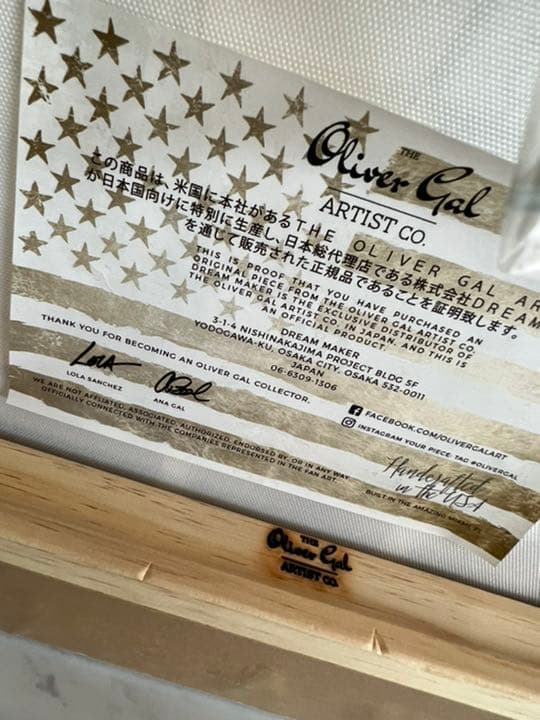 THE
Oliver Gal
ARTIST CO.
この商品は、米国に本社があるTHE OLIVER GAL AR
が日本国向けに特別に生産し、日本総代理店である株式会社DREAM
を通じて販売された正規品であることを証明致します。
THIS IS PROOF THAT YOU HAVE PURCHASED AN
ORIGINAL PIECE FROM THE OLIVER GAL ARTIST CO.
DREAM MAKER IS THE EXCLUSIVE DISTRIBUTOR OF
THE OLIVER GAL ARTIST CO. IN JAPAN, AND THIS IS
AN OFFICIAL PRODUCT.
DREAM MAKER
3-1-4 NISHINAKAJIMA PROJECT BLDG 5F
YODOGAWA-KU, OSAKA CITY, OSAKA 532-0011
JAPAN
06-6309-1306
THANK YOU FOR BECOMING AN OLIVER GAL COLLECTOR.
LOLA SANCHEZ
ANA GAL
FACEBOOK.COM/OLIVERGALART
INSTAGRAM YOUR PIECE: TAG #OLIVERGAL
WE ARE NOT AFFILIATED, ASSOCIATED, AUTHORIZED, ENDORSED BY, OR IN ANY WAY
OFFICIALLY CONNECTED WITH THE COMPANIES REPRESENTED IN THE FAN ART.
Handcrafted
in the USA
BUILT IN THE AMAZING MIAMI, FL
THE
Oliver Gal
ARTIST CO.